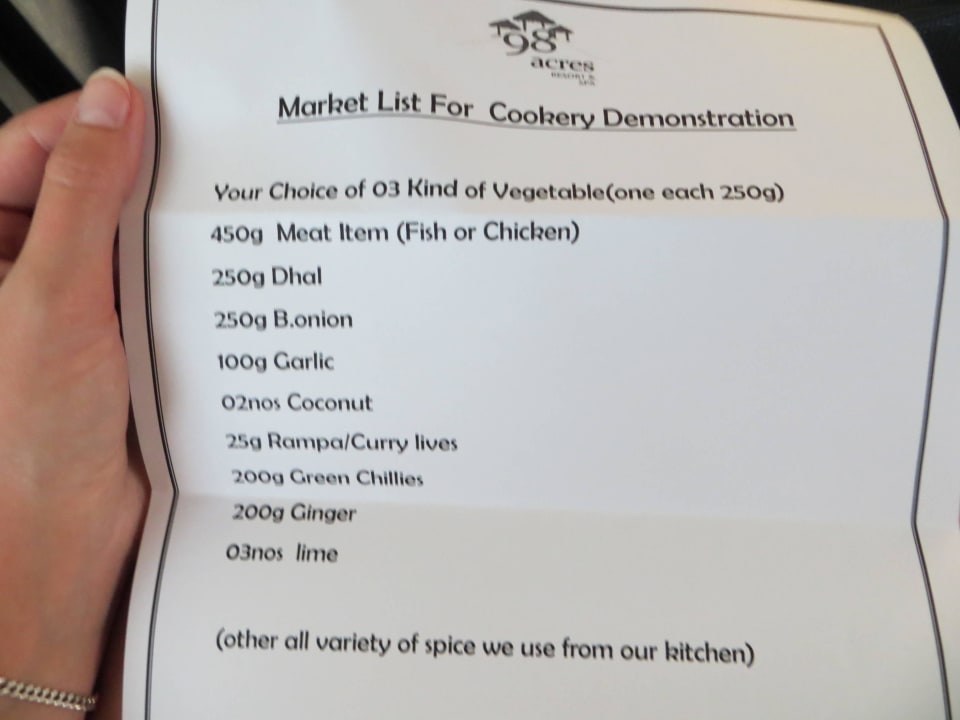 98
acres
RESORT &
SPA
Market List For Cookery Demonstration
Your Choice of 03 Kind of Vegetable(one each 250g)
450g Meat Item (Fish or Chicken)
250g Dhal
250g B.onion
100g Garlic
02nos Coconut
25g Rampa/Curry lives
200g Green Chillies
200g Ginger
03nos lime
(other all variety of spice we use from our kitchen)